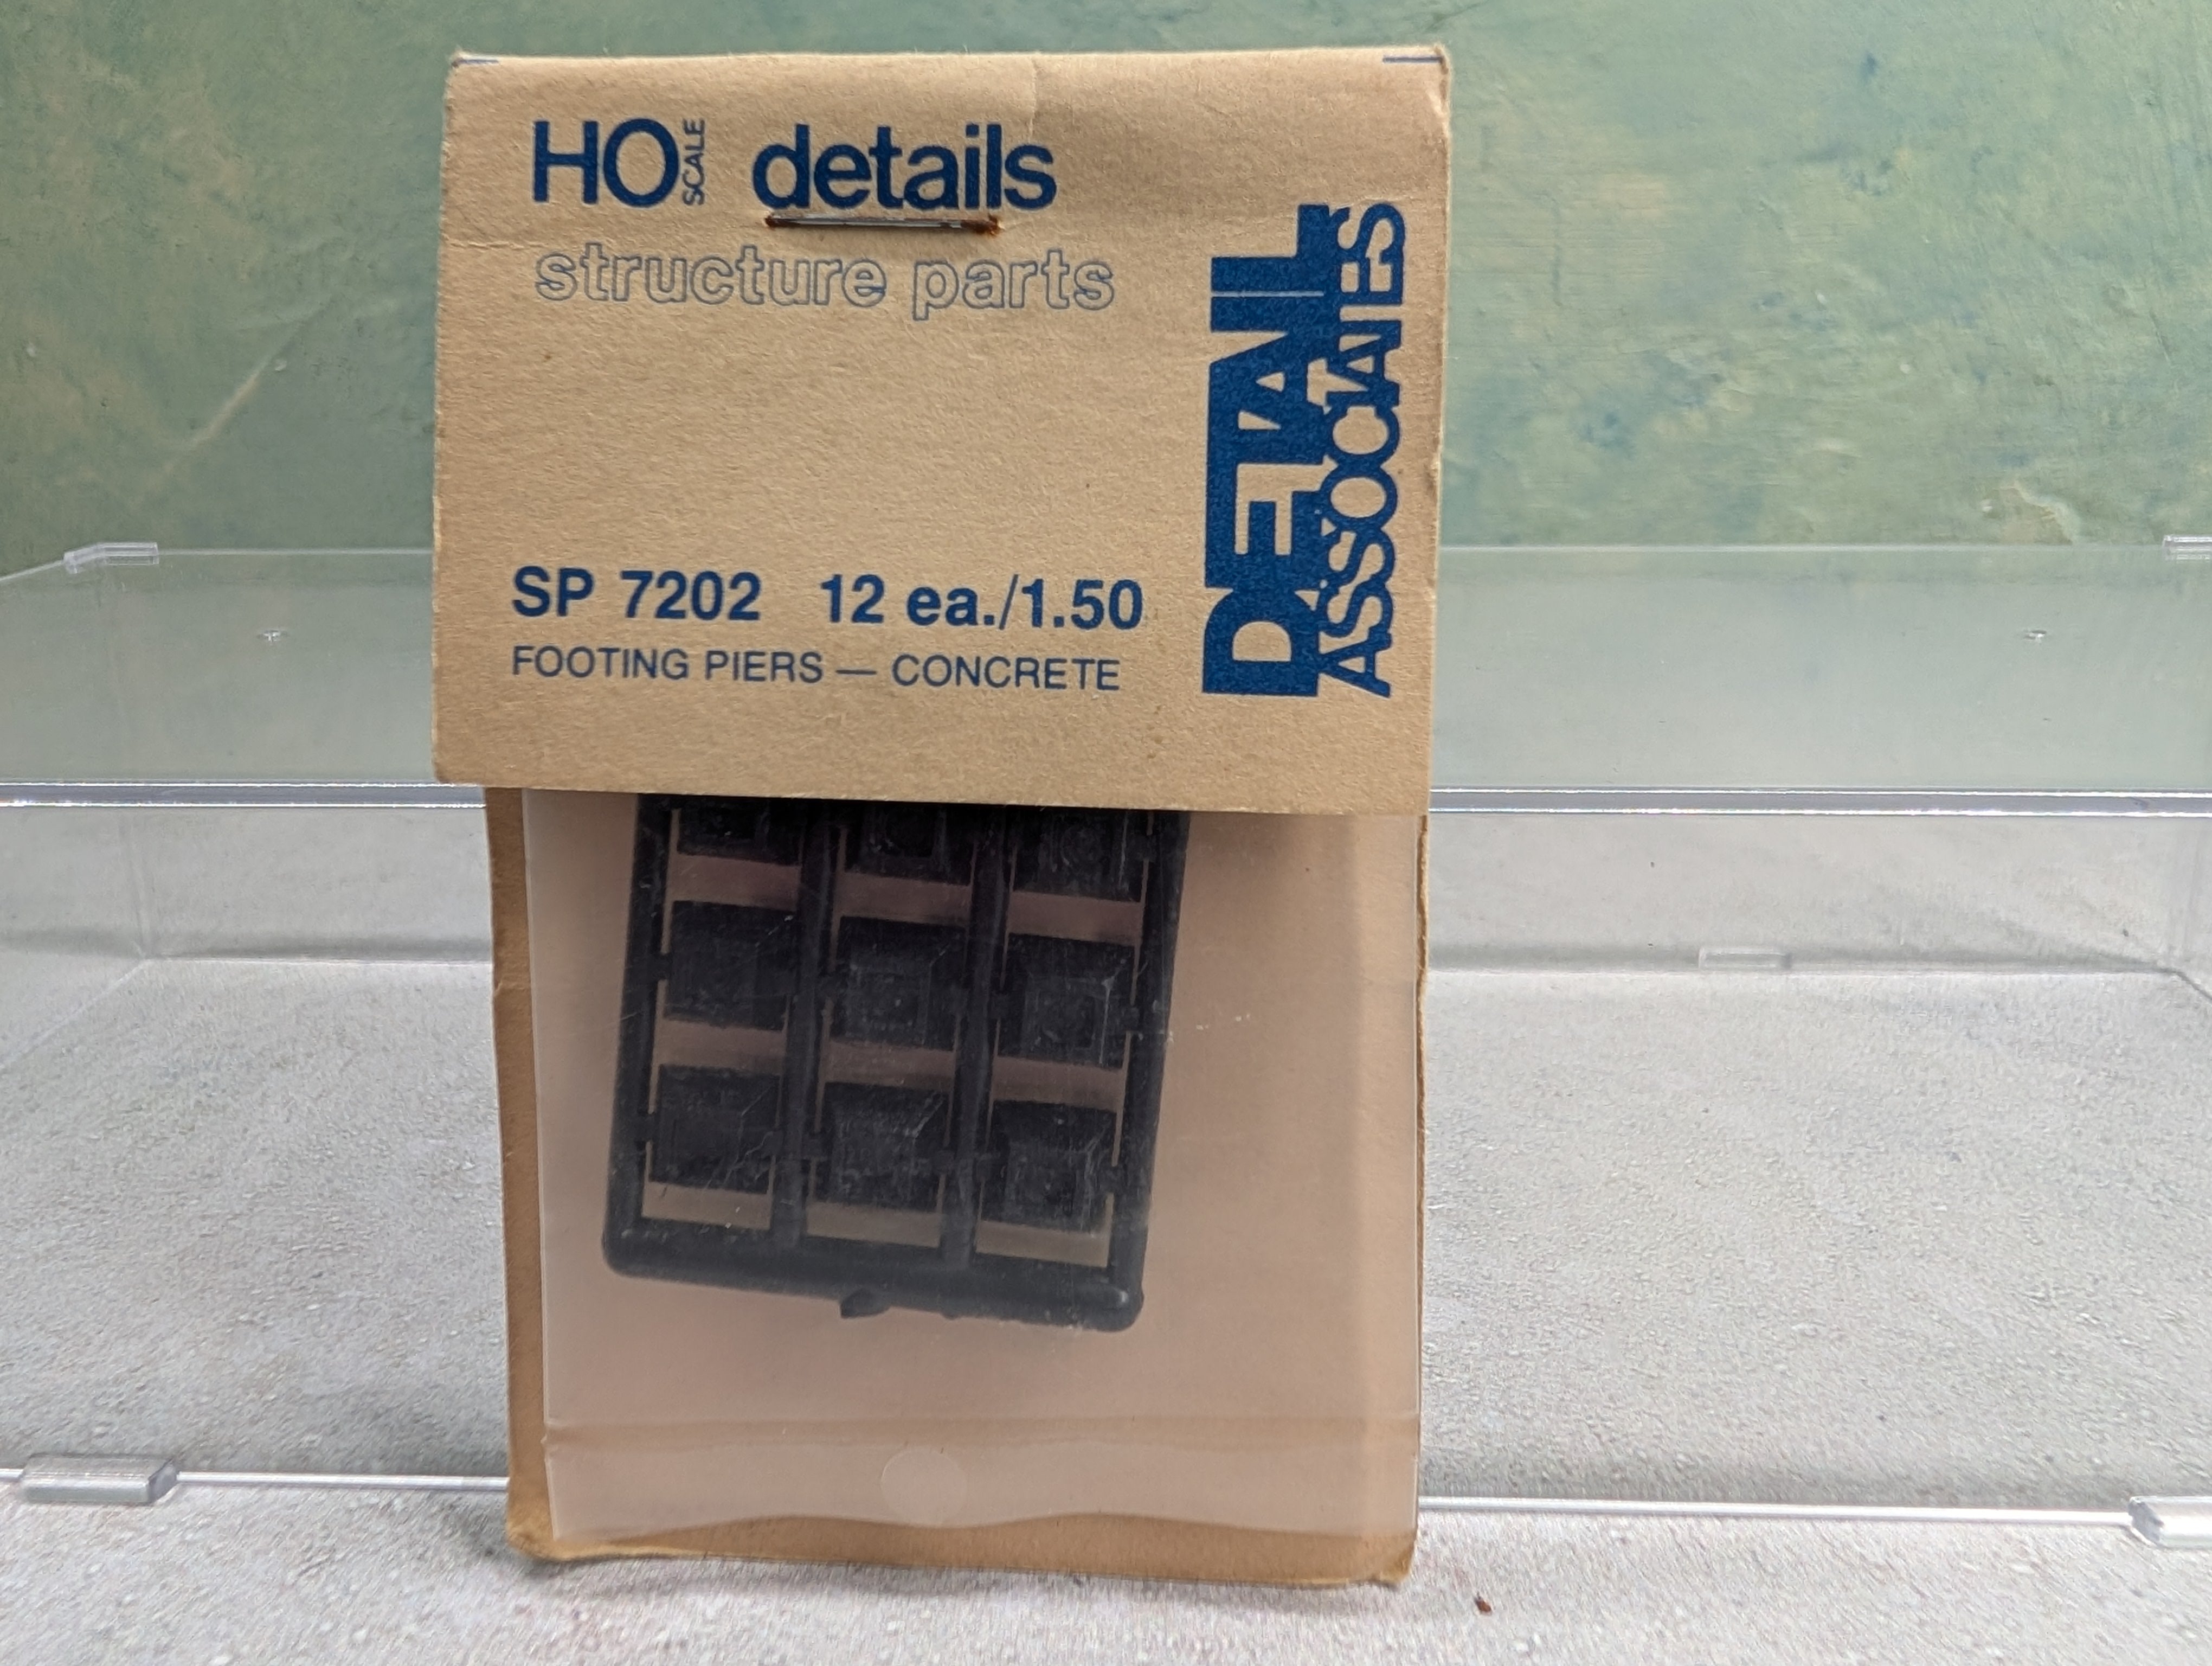 HO SCALE details
structure parts
DETAIL
ASSOCIATES
SP 7202 12 ea./1.50
FOOTING PIERS — CONCRETE